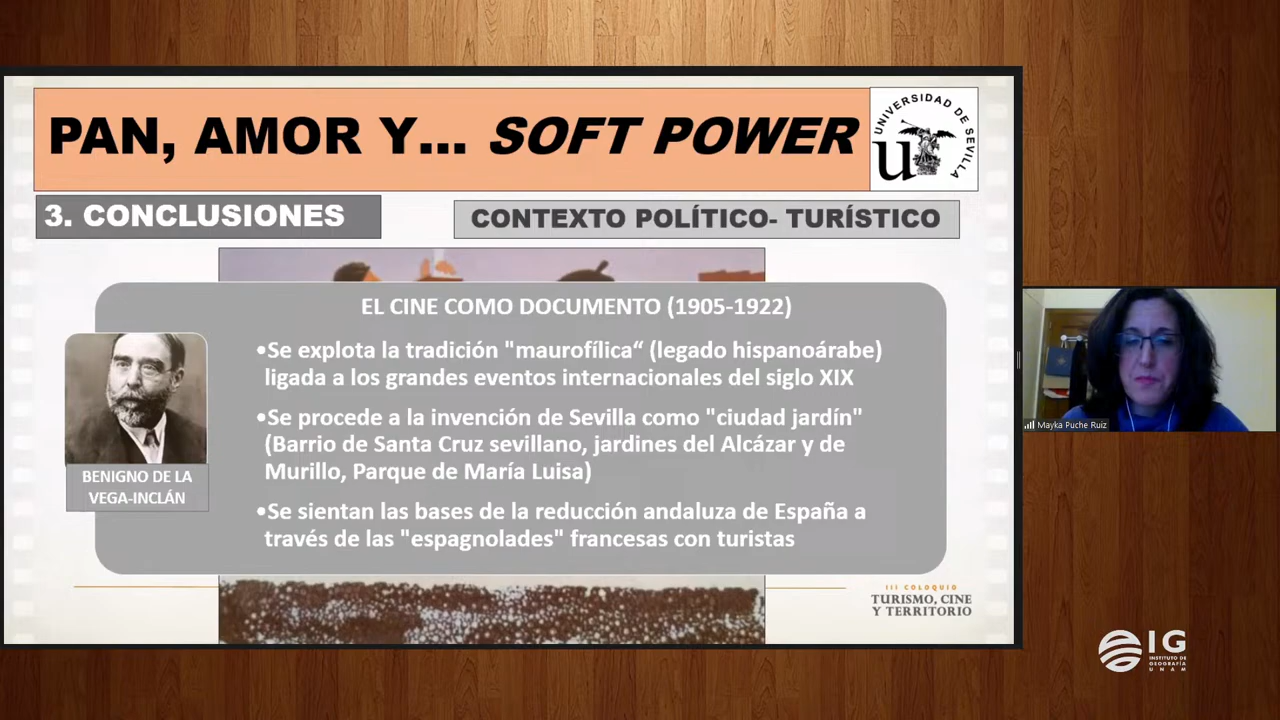 PAN, AMOR Y... SOFT POWER
UNIVERSIDAD DE SEVILLA
3. CONCLUSIONES
CONTEXTO POLÍTICO- TURÍSTICO
EL CINE COMO DOCUMENTO (1905-1922)
•Se explota la tradición "maurofílica“ (legado hispanoárabe)
ligada a los grandes eventos internacionales del siglo XIX
•Se procede a la invención de Sevilla como "ciudad jardín"
(Barrio de Santa Cruz sevillano, jardines del Alcázar y de
Murillo, Parque de María Luisa)
•Se sientan las bases de la reducción andaluza de España a
través de las "espagnolades" francesas con turistas
BENIGNO DE LA
VEGA-INCLÁN
III COLOQUIO
TURISMO, CINE
Y TERRITORIO
Mayka Puche Ruiz
IG
INSTITUTO DE
GEOGRAFÍA
UNAM